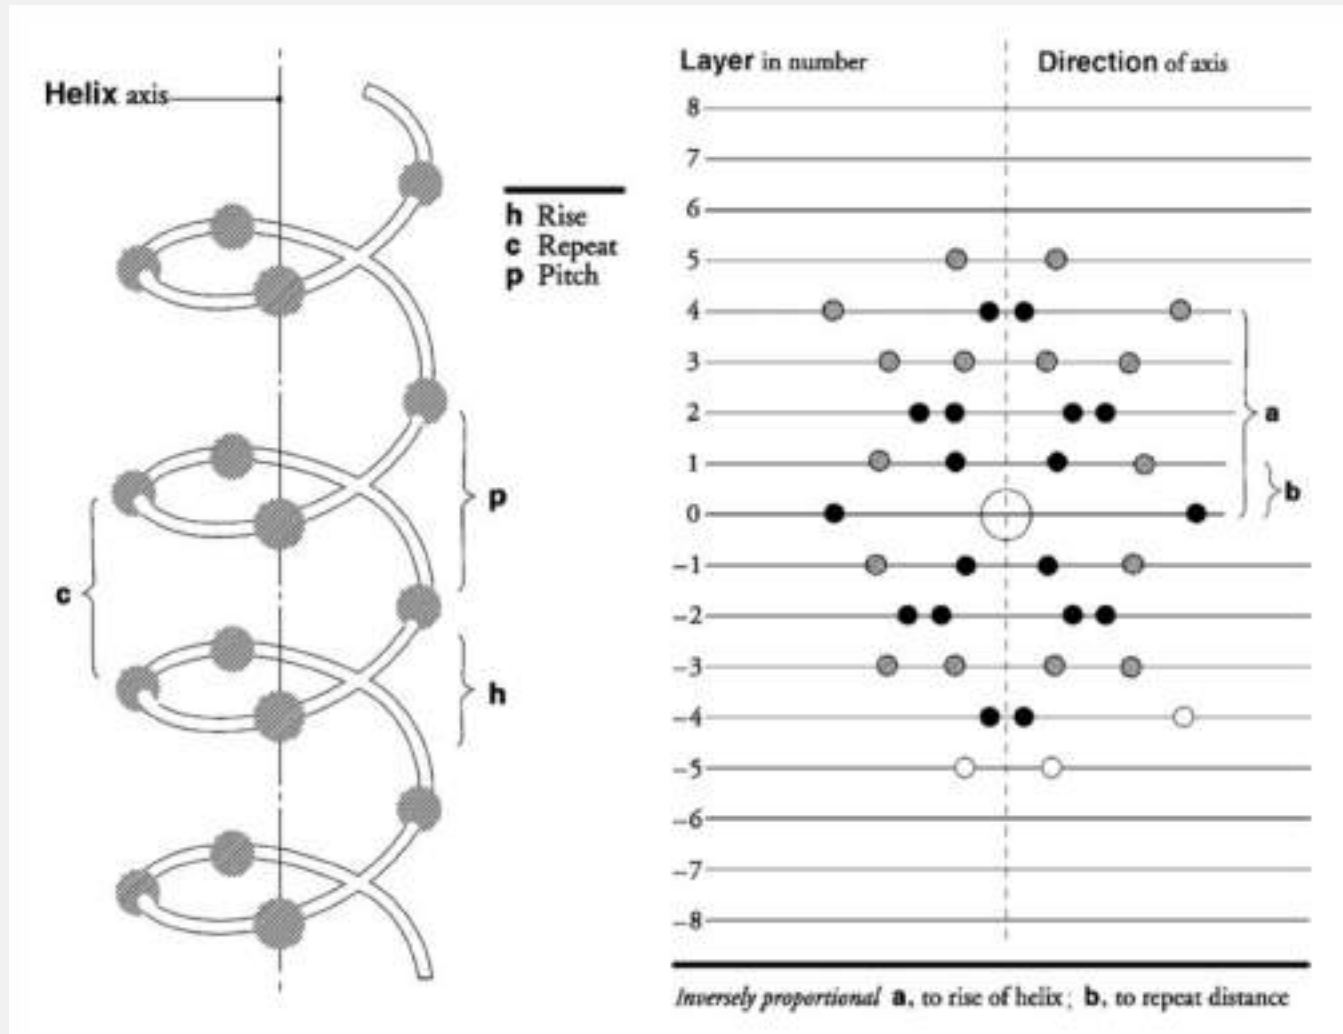 Helix axis
h Rise
c Repeat
p Pitch
c
p
h
Layer in number
Direction of axis
8
7
6
5
4
3
2
1
0
-1
-2
-3
-4
-5
-6
-7
-8
a
b
Inversely proportional a, to rise of helix; b, to repeat distance